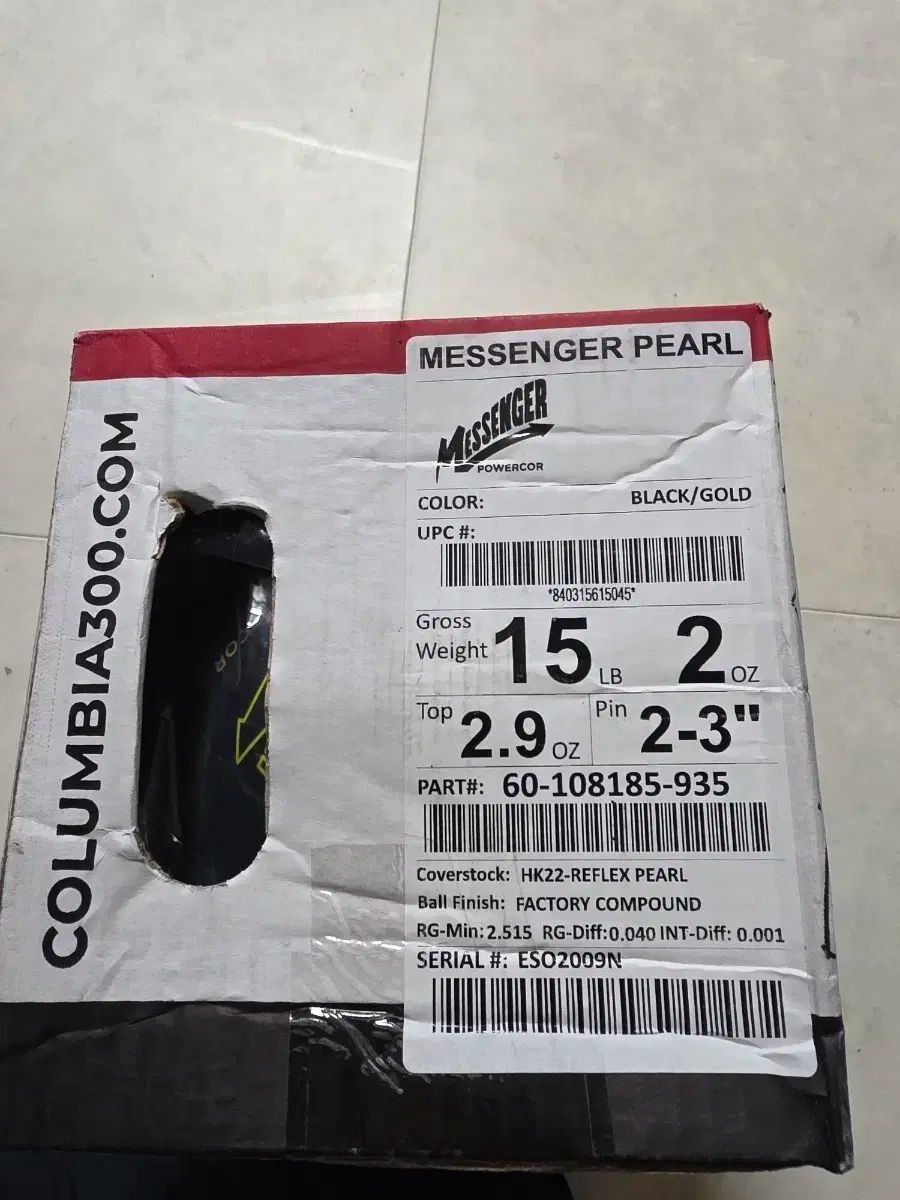 COLUMBIA300.COM
MESSENGER PEARL
MESSENGER
POWERCOR
COLOR: BLACK/GOLD
UPC #:
*840315615045*
Gross Weight 15 LB 2 OZ
Top 2.9 OZ Pin 2-3"
PART#: 60-108185-935
Coverstock: HK22-REFLEX PEARL
Ball Finish: FACTORY COMPOUND
RG-Min: 2.515 RG-Diff: 0.040 INT-Diff: 0.001
SERIAL #: ESO2009N